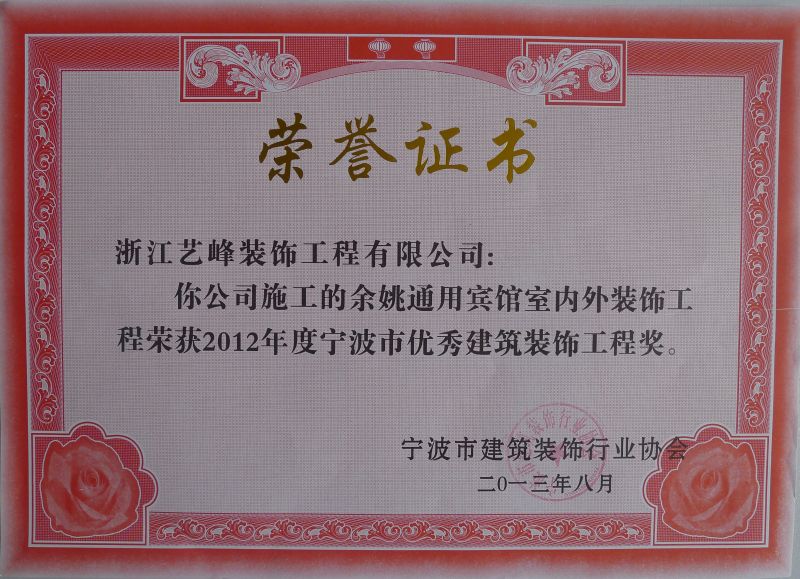 荣誉证书
浙江艺峰装饰工程有限公司:
你公司施工的余姚通用宾馆室内外装饰工
程荣获2012年度宁波市优秀建筑装饰工程奖。
宁波市建筑装饰行业协会
二〇一三年八月